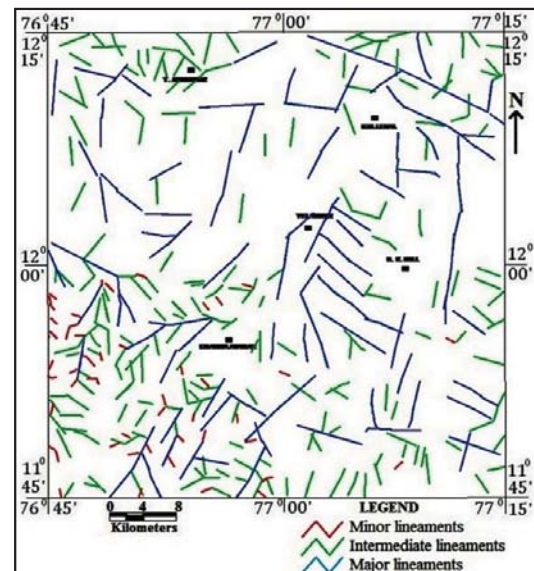 76° 45' 77° 00' 77° 15'
12° 15'
12° 15'
N
12° 00'
12° 00'
11° 45'
11° 45'
76° 45' 77° 00' 77° 15'
0 4 8
Kilometers
LEGEND
Minor lineaments
Intermediate lineaments
Major lineaments